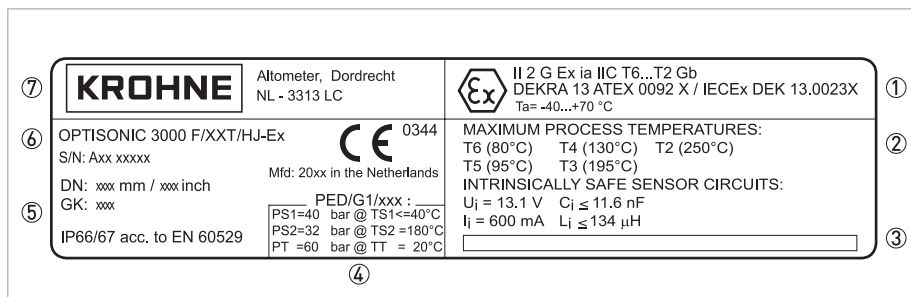 ⑦
KROHNE
Altometer, Dordrecht
NL - 3313 LC
⑥
OPTISONIC 3000 F/XXT/HJ-Ex
S/N: Axx xxxxx
CE 0344
Mfd: 20xx in the Netherlands
DN: xxx mm / xxx inch
⑤
GK: xxx
IP66/67 acc. to EN 60529
PED/G1/xxx :
PS1=40 bar @ TS1<=40°C
PS2=32 bar @ TS2 =180°C
PT =60 bar @ TT = 20°C
④
Ex
II 2 G Ex ia IIC T6...T2 Gb
DEKRA 13 ATEX 0092 X / IECEx DEK 13.0023X
Ta= -40...+70 °C
①
MAXIMUM PROCESS TEMPERATURES:
②
T6 (80°C) T4 (130°C) T2 (250°C)
T5 (95°C) T3 (195°C)
INTRINSICALLY SAFE SENSOR CIRCUITS:
Ui = 13.1 V Ci ≤ 11.6 nF
Ii = 600 mA Li ≤134 µH
③